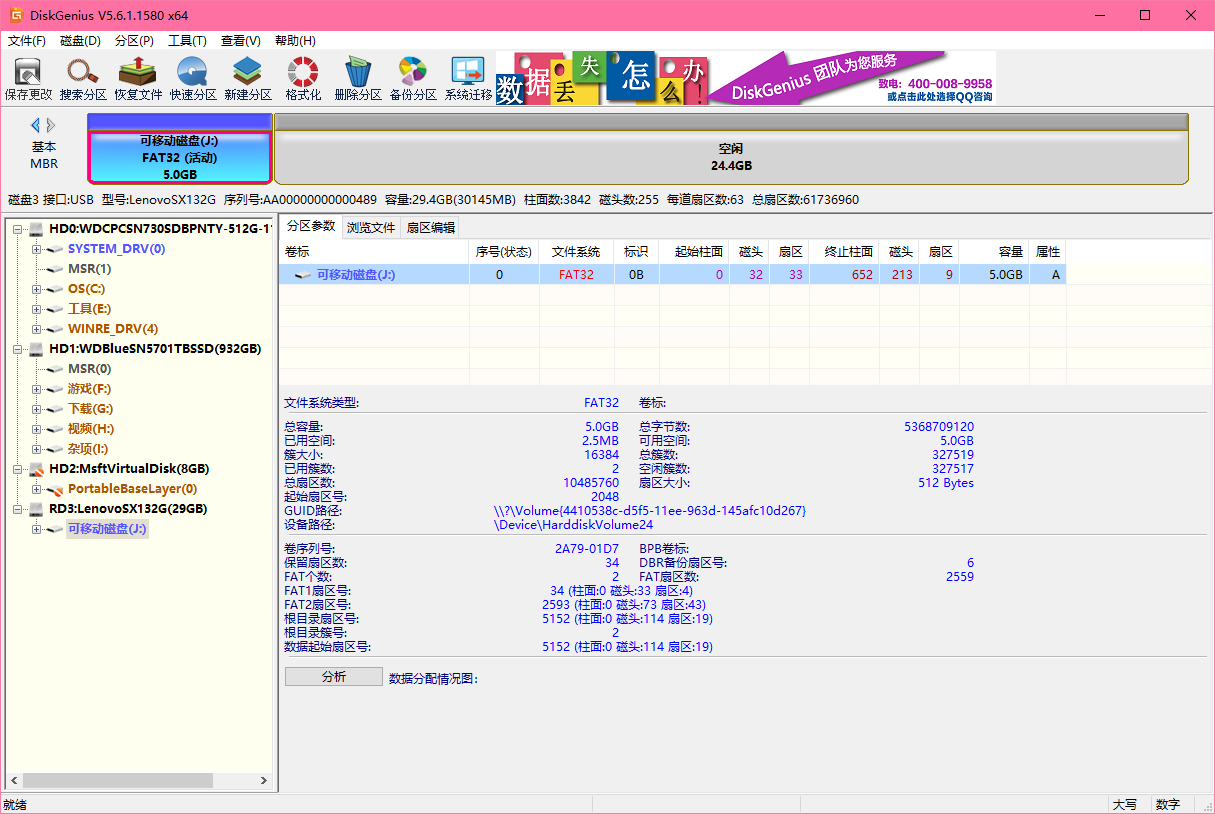 DiskGenius V5.6.1.1580 x64
文件(F) 磁盘(D) 分区(P) 工具(T) 查看(V) 帮助(H)
保存更改 搜索分区 恢复文件 快速分区 新建分区 格式化 删除分区 备份分区 系统迁移
数据丢失怎么办!
DiskGenius 团队为您服务
致电: 400-008-9958
或点击此处选择QQ咨询
基本
MBR
可移动磁盘(J:)
FAT32 (活动)
5.0GB
空闲
24.4GB
磁盘3 接口:USB 型号:LenovoSX132G 序列号:AA00000000000489 容量:29.4GB(30145MB) 柱面数:3842 磁头数:255 每道扇区数:63 总扇区数:61736960
HD0:WDCPCSN730SDBPNTY-512G-1
SYSTEM_DRV(0)
MSR(1)
OS(C:)
工具(E:)
WINRE_DRV(4)
HD1:WDBlueSN5701TBSSD(932GB)
MSR(0)
游戏(F:)
下载(G:)
视频(H:)
杂项(I:)
HD2:MsftVirtualDisk(8GB)
PortableBaseLayer(0)
RD3:LenovoSX132G(29GB)
可移动磁盘(J:)
分区参数 浏览文件 扇区编辑
卷标 序号(状态) 文件系统 标识 起始柱面 磁头 扇区 终止柱面 磁头 扇区 容量 属性
可移动磁盘(J:) 0 FAT32 0B 0 32 33 652 213 9 5.0GB A
文件系统类型: FAT32 卷标:
总容量: 5.0GB 总字节数: 5368709120
已用空间: 2.5MB 可用空间: 5.0GB
簇大小: 16384 总簇数: 327519
已用簇数: 2 空闲簇数: 327517
总扇区数: 10485760 扇区大小: 512 Bytes
起始扇区号: 2048
GUID路径: \\?\Volume{4410538c-d5f5-11ee-963d-145afc10d267}
设备路径: \Device\HarddiskVolume24
卷序列号: 2A79-01D7 BPB卷标:
保留扇区数: 34 DBR备份扇区号: 6
FAT个数: 2 FAT扇区数: 2559
FAT1扇区号: 34 (柱面:0 磁头:33 扇区:4)
FAT2扇区号: 2593 (柱面:0 磁头:73 扇区:43)
根目录扇区号: 5152 (柱面:0 磁头:114 扇区:19)
根目录簇号: 2
数据起始扇区号: 5152 (柱面:0 磁头:114 扇区:19)
分析 数据分配情况图:
就绪 大写 数字